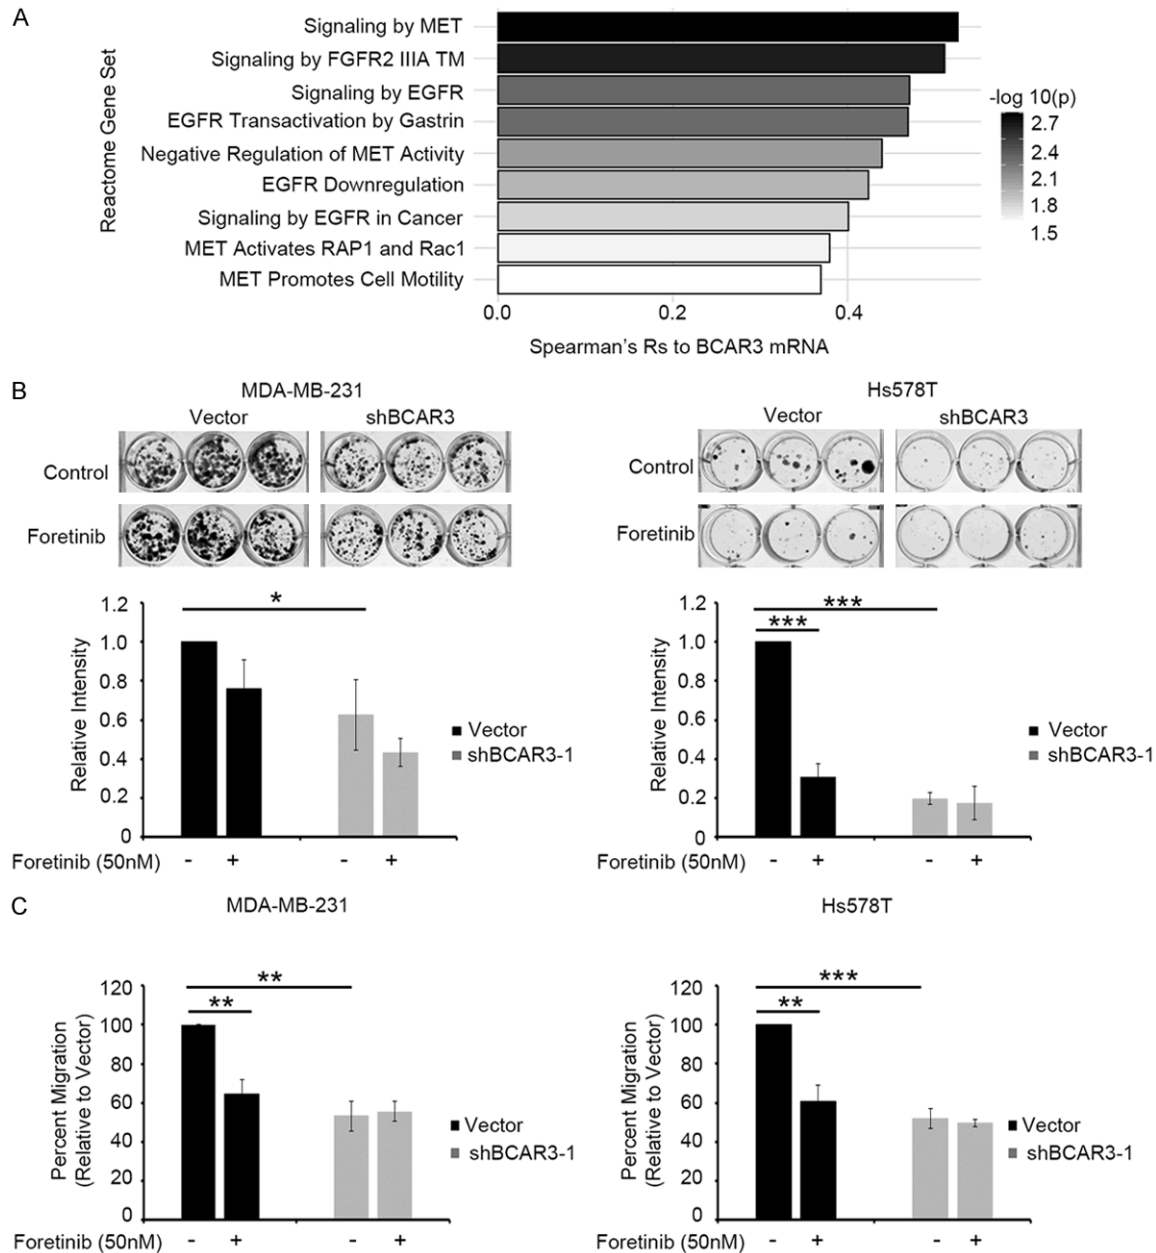 A
Reactome Gene Set
Signaling by MET
Signaling by FGFR2 IIIA TM
Signaling by EGFR
EGFR Transactivation by Gastrin
Negative Regulation of MET Activity
EGFR Downregulation
Signaling by EGFR in Cancer
MET Activates RAP1 and Rac1
MET Promotes Cell Motility
0.0 0.2 0.4
Spearman's Rs to BCAR3 mRNA
-log 10(p)
2.7
2.4
2.1
1.8
1.5
B
MDA-MB-231
Vector shBCAR3
Control
Foretinib
*
Relative Intensity
1.2
1.0
0.8
0.6
0.4
0.2
0
Vector
shBCAR3-1
Foretinib (50nM) - + - +
Hs578T
Vector shBCAR3
Control
Foretinib
***
***
Relative Intensity
1.2
1.0
0.8
0.6
0.4
0.2
0
Vector
shBCAR3-1
Foretinib (50nM) - + - +
C
MDA-MB-231
**
**
Percent Migration
(Relative to Vector)
120
100
80
60
40
20
0
Vector
shBCAR3-1
Foretinib (50nM) - + - +
Hs578T
***
**
Percent Migration
(Relative to Vector)
120
100
80
60
40
20
0
Vector
shBCAR3-1
Foretinib (50nM) - + - +